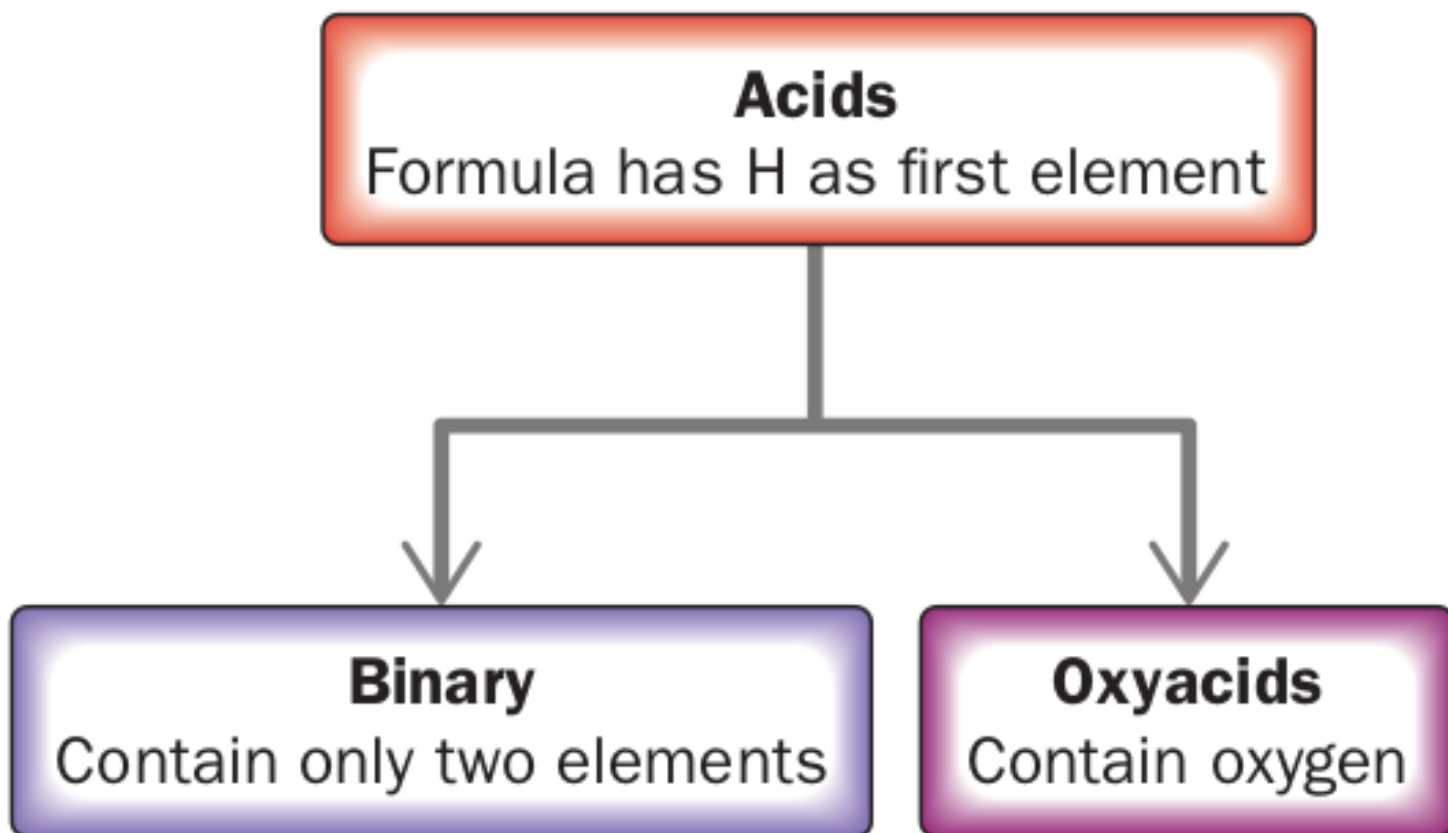 Acids
Formula has H as first element
Binary
Contain only two elements
Oxyacids
Contain oxygen